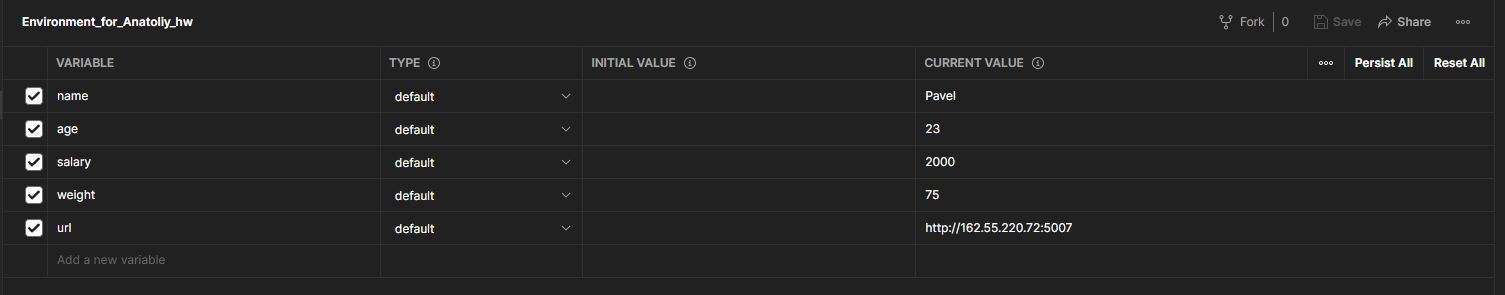 Environment_for_Anatoliy_hw Fork 0 Save Share
VARIABLE TYPE INITIAL VALUE CURRENT VALUE Persist All Reset All
name default Pavel
age default 23
salary default 2000
weight default 75
url default http://162.55.220.72:5007
Add a new variable